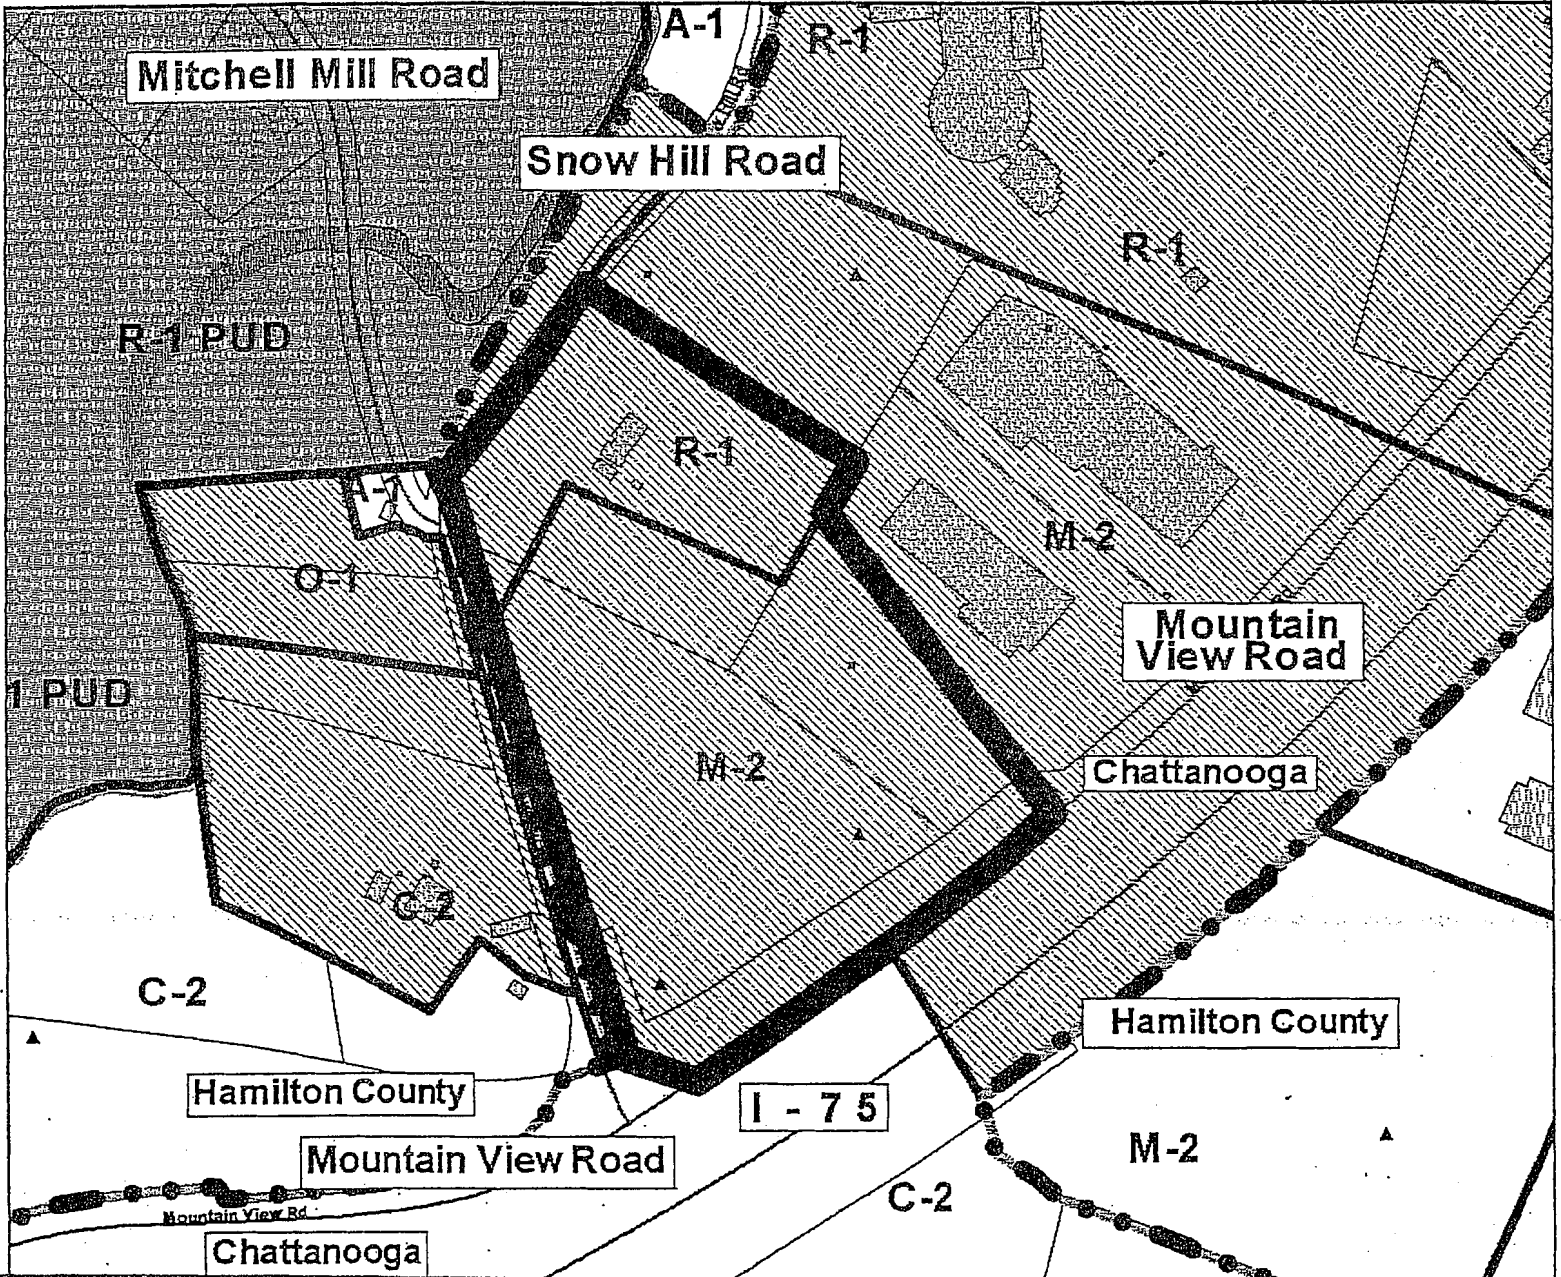 A-1
R-1
Mitchell Mill Road
Snow Hill Road
R-1
R-1 PUD
R-1
A-1
M-2
O-1
Mountain
View Road
1 PUD
M-2
Chattanooga
C-2
C-2
Hamilton County
Hamilton County
I - 75
M-2
Mountain View Road
C-2
Mountain View Rd
Chattanooga